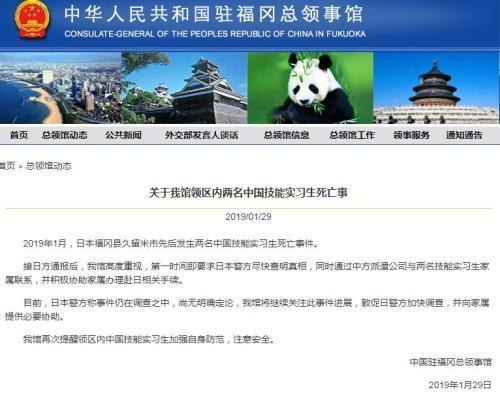 中华人民共和国驻福冈总领事馆
CONSULATE-GENERAL OF THE PEOPLES REPUBLIC OF CHINA IN FUKUOKA
首页 总领馆动态 公共新闻 外交部发言人谈话 总领馆信息 总领馆工作 领事服务 通知通告
首页 > 总领馆动态
关于我馆领区内两名中国技能实习生死亡事
2019/01/29
2019年1月，日本福冈县久留米市先后发生两名中国技能实习生死亡事件。
接日方通报后，我馆高度重视，第一时间即要求日本警方尽快查明真相，同时通过中方派遣公司与两名技能实习生家
属联系，并积极协助家属办理赴日相关手续。
目前，日本警方称事件仍在调查之中，尚无明确定论，我馆将继续关注此事件进展，敦促日警方加快调查，并向家属
提供必要协助。
我馆再次提醒领区内中国技能实习生加强自身防范，注意安全。
中国驻福冈总领事馆
2019年1月29日